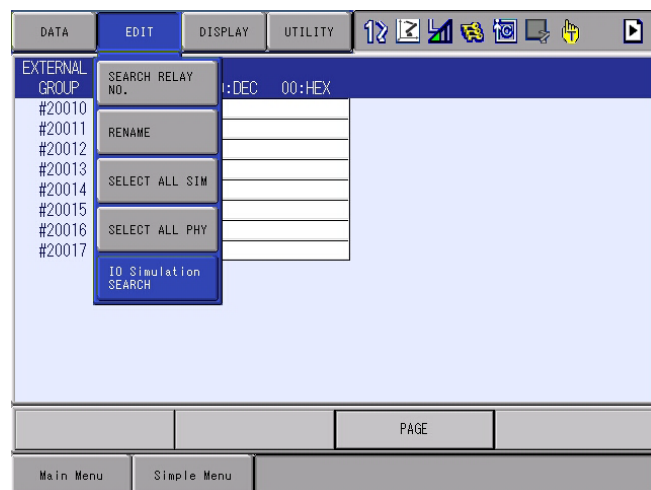 DATA EDIT DISPLAY UTILITY
EXTERNAL
GROUP :DEC 00:HEX
SEARCH RELAY
NO.
RENAME
SELECT ALL SIM
SELECT ALL PHY
IO Simulation
SEARCH
#20010
#20011
#20012
#20013
#20014
#20015
#20016
#20017
PAGE
Main Menu Simple Menu